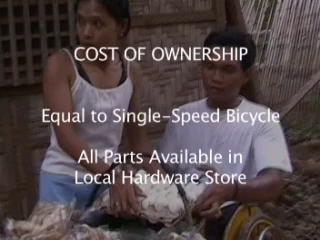 COST OF OWNERSHIP
Equal to Single-Speed Bicycle
All Parts Available in
Local Hardware Store